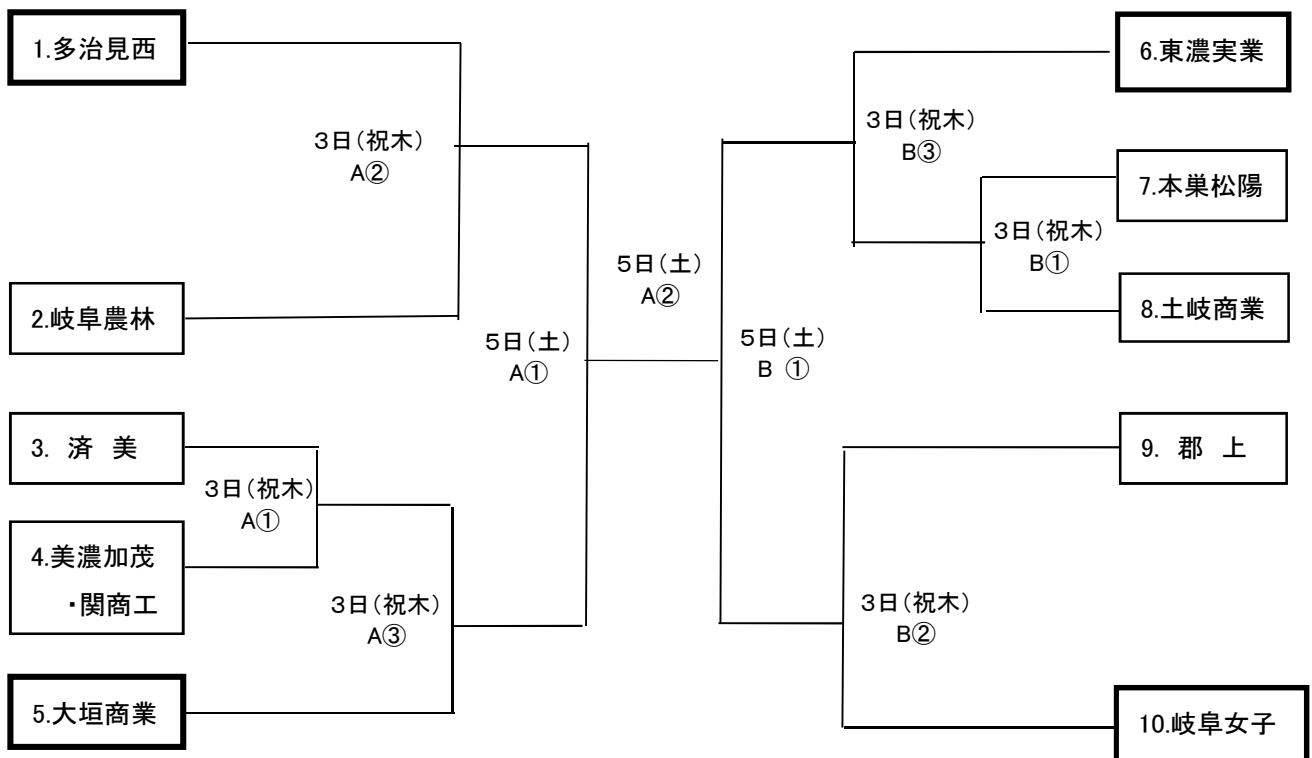 1.多治見西
3日(祝木)
A②
2.岐阜農林
5日(土)
A①
3. 済 美
3日(祝木)
A①
4.美濃加茂
・関商工
3日(祝木)
A③
5.大垣商業
5日(土)
A②
6.東濃実業
3日(祝木)
B③
7.本巣松陽
3日(祝木)
B①
8.土岐商業
5日(土)
B ①
9. 郡 上
3日(祝木)
B②
10.岐阜女子